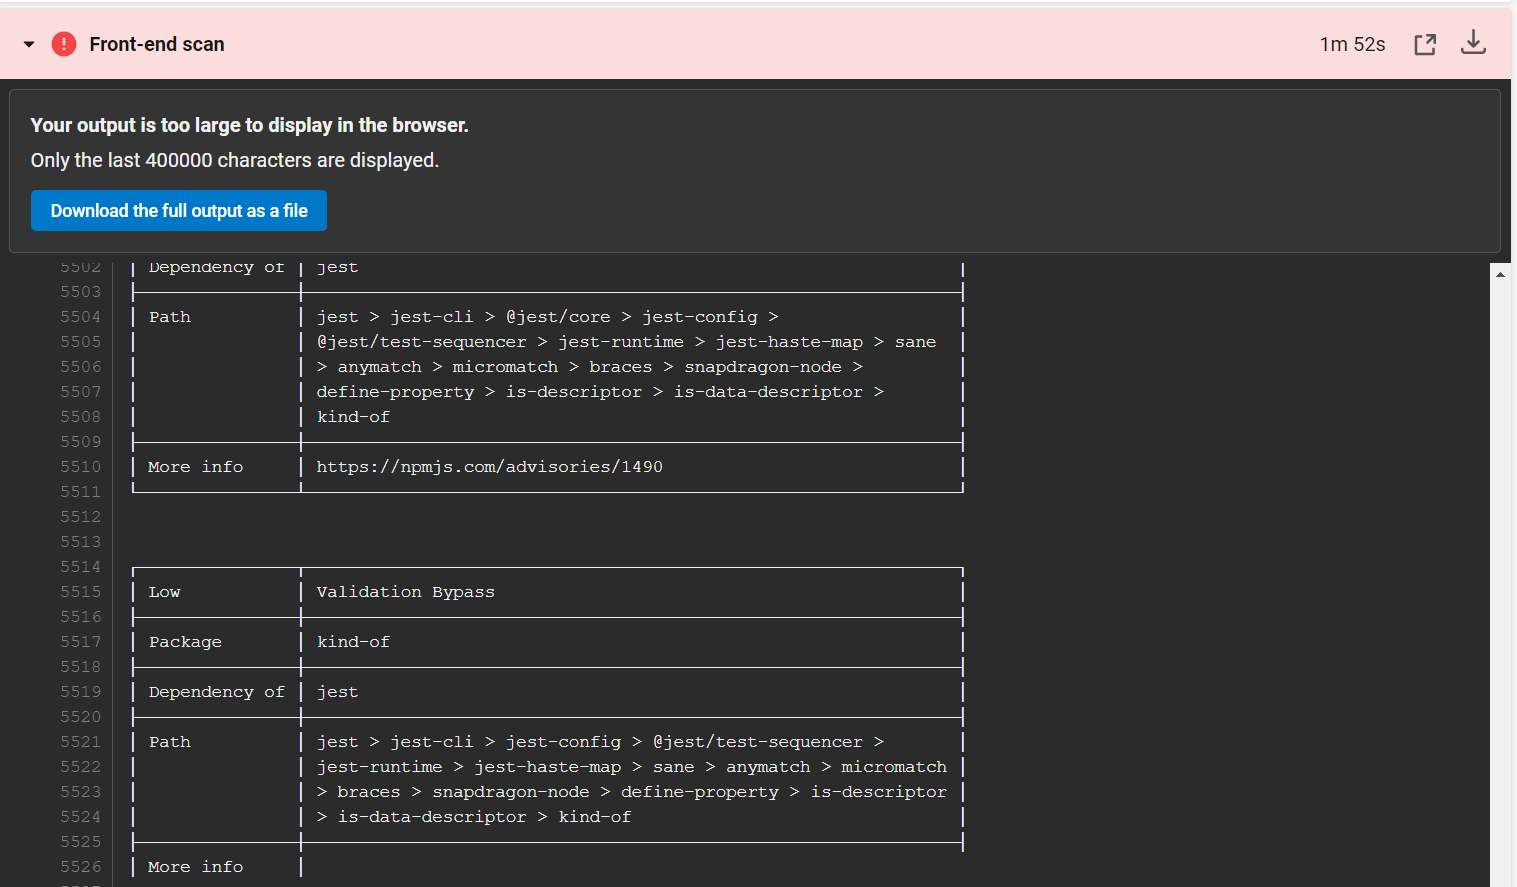 Front-end scan 1m 52s
Your output is too large to display in the browser.
Only the last 400000 characters are displayed.
Download the full output as a file
5502 Dependency of jest
5503
5504 Path jest > jest-cli > @jest/core > jest-config >
5505 @jest/test-sequencer > jest-runtime > jest-haste-map > sane
5506 > anymatch > micromatch > braces > snapdragon-node >
5507 define-property > is-descriptor > is-data-descriptor >
5508 kind-of
5509
5510 More info https://npmjs.com/advisories/1490
5511
5512
5513
5514
5515 Low Validation Bypass
5516
5517 Package kind-of
5518
5519 Dependency of jest
5520
5521 Path jest > jest-cli > jest-config > @jest/test-sequencer >
5522 jest-runtime > jest-haste-map > sane > anymatch > micromatch
5523 > braces > snapdragon-node > define-property > is-descriptor
5524 > is-data-descriptor > kind-of
5525
5526 More info